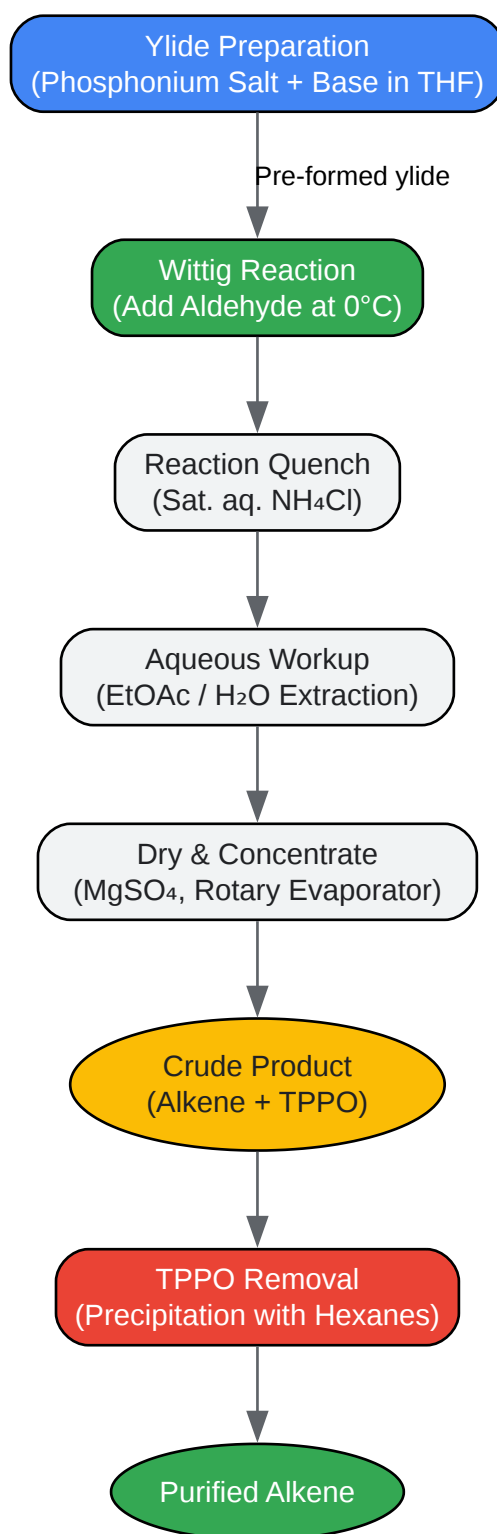 Ylide Preparation
(Phosphonium Salt + Base in THF)
Pre-formed ylide
Wittig Reaction
(Add Aldehyde at 0°C)
Reaction Quench
(Sat. aq. NH₄Cl)
Aqueous Workup
(EtOAc / H₂O Extraction)
Dry & Concentrate
(MgSO₄, Rotary Evaporator)
Crude Product
(Alkene + TPPO)
TPPO Removal
(Precipitation with Hexanes)
Purified Alkene